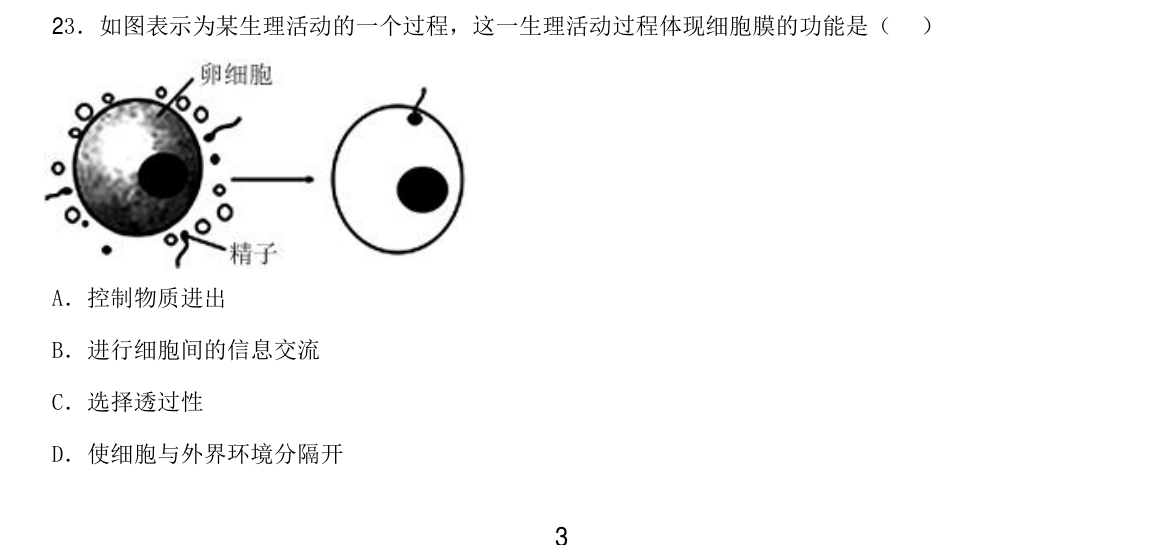 23．如图表示为某生理活动的一个过程，这一生理活动过程体现细胞膜的功能是（　　）
卵细胞
精子
A．控制物质进出
B．进行细胞间的信息交流
C．选择透过性
D．使细胞与外界环境分隔开
3